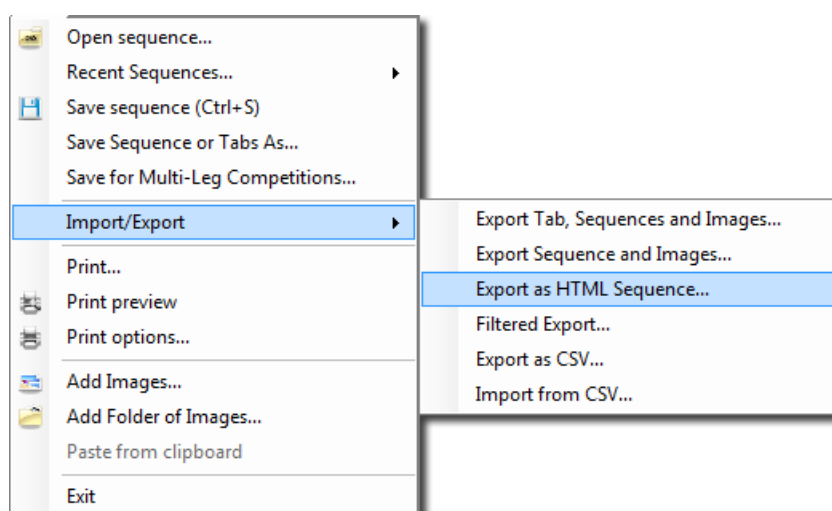 Open sequence...
Recent Sequences...
Save sequence (Ctrl+S)
Save Sequence or Tabs As...
Save for Multi-Leg Competitions...
Import/Export
Print...
Print preview
Print options...
Add Images...
Add Folder of Images...
Paste from clipboard
Exit
Export Tab, Sequences and Images...
Export Sequence and Images...
Export as HTML Sequence...
Filtered Export...
Export as CSV...
Import from CSV...